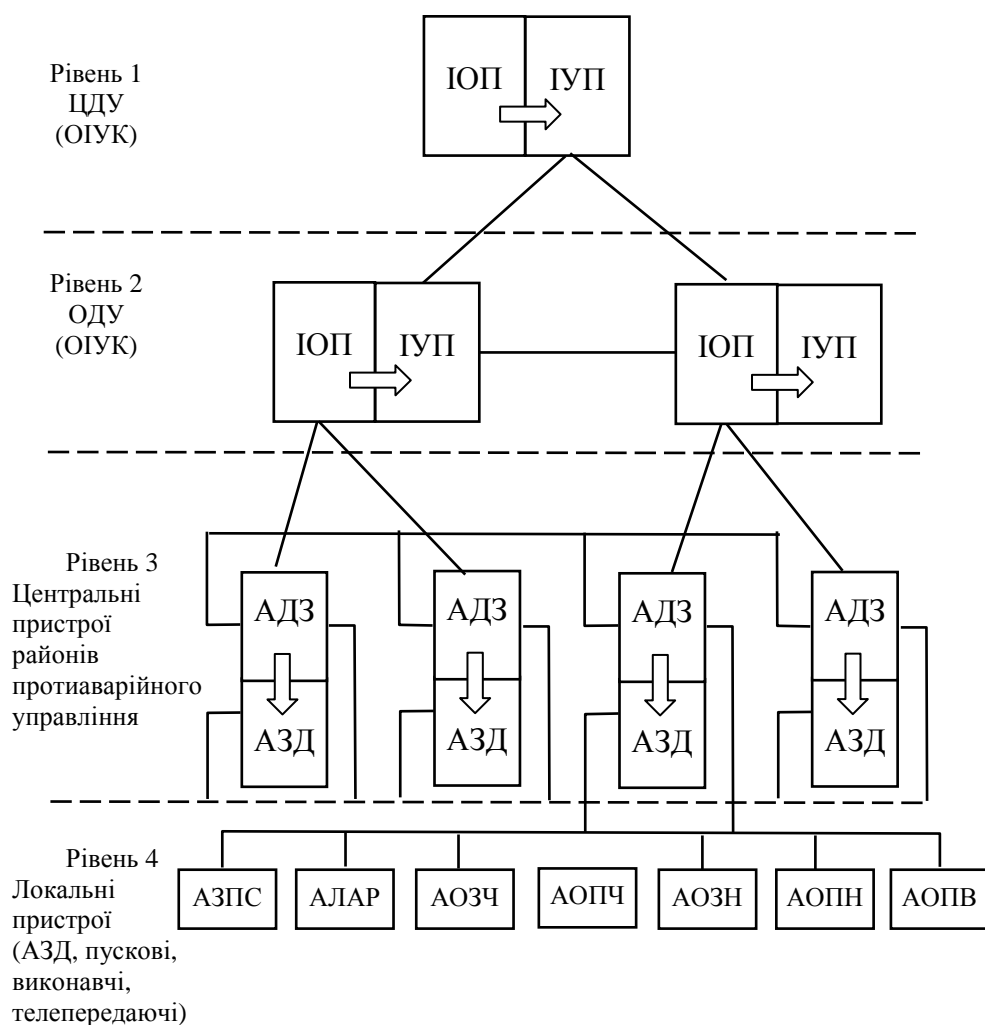 Рівень 1
ЦДУ
(ОІУК)
ІОП ІУП
Рівень 2
ОДУ
(ОІУК)
ІОП ІУП ІОП ІУП
Рівень 3
Центральні
пристрої
районів
протиаварійного
управління
АДЗ АДЗ АДЗ АДЗ
АЗД АЗД АЗД АЗД
Рівень 4
Локальні
пристрої
(АЗД, пускові,
виконавчі,
телепередаючі)
АЗПС АЛАР АОЗЧ АОПЧ АОЗН АОПН АОПВ